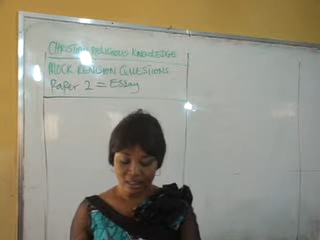 CHRISTIAN RELIGIOUS KNOWLEDGE
MOCK REVISION QUESTIONS
PAPER 2 = ESSAY